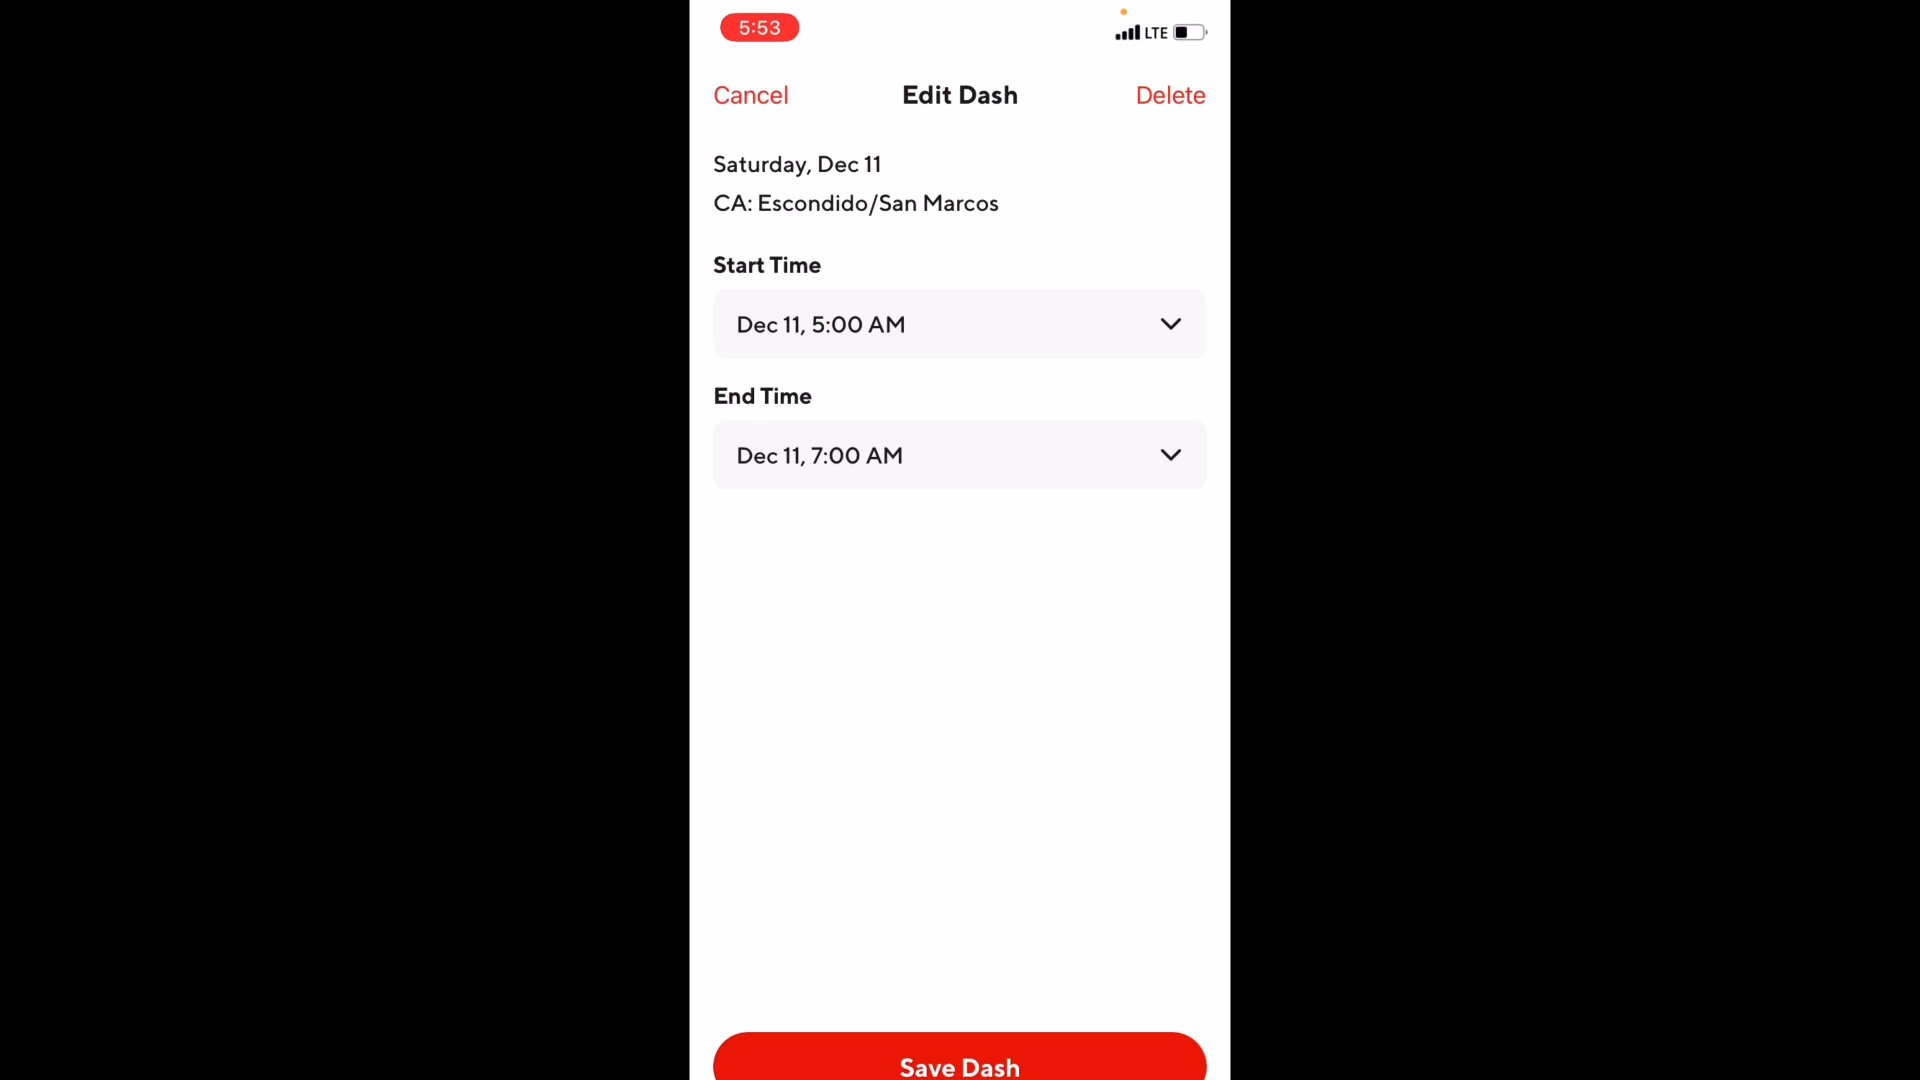 5:53
LTE
Cancel
Edit Dash
Delete
Saturday, Dec 11
CA: Escondido/San Marcos
Start Time
Dec 11, 5:00 AM
End Time
Dec 11, 7:00 AM
Save Dash